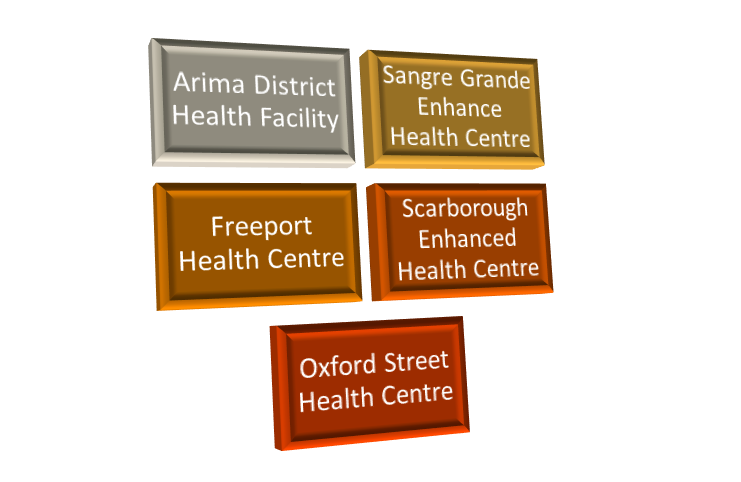 Arima District
Health Facility
Sangre Grande
Enhance
Health Centre
Freeport
Health Centre
Scarborough
Enhanced
Health Centre
Oxford Street
Health Centre